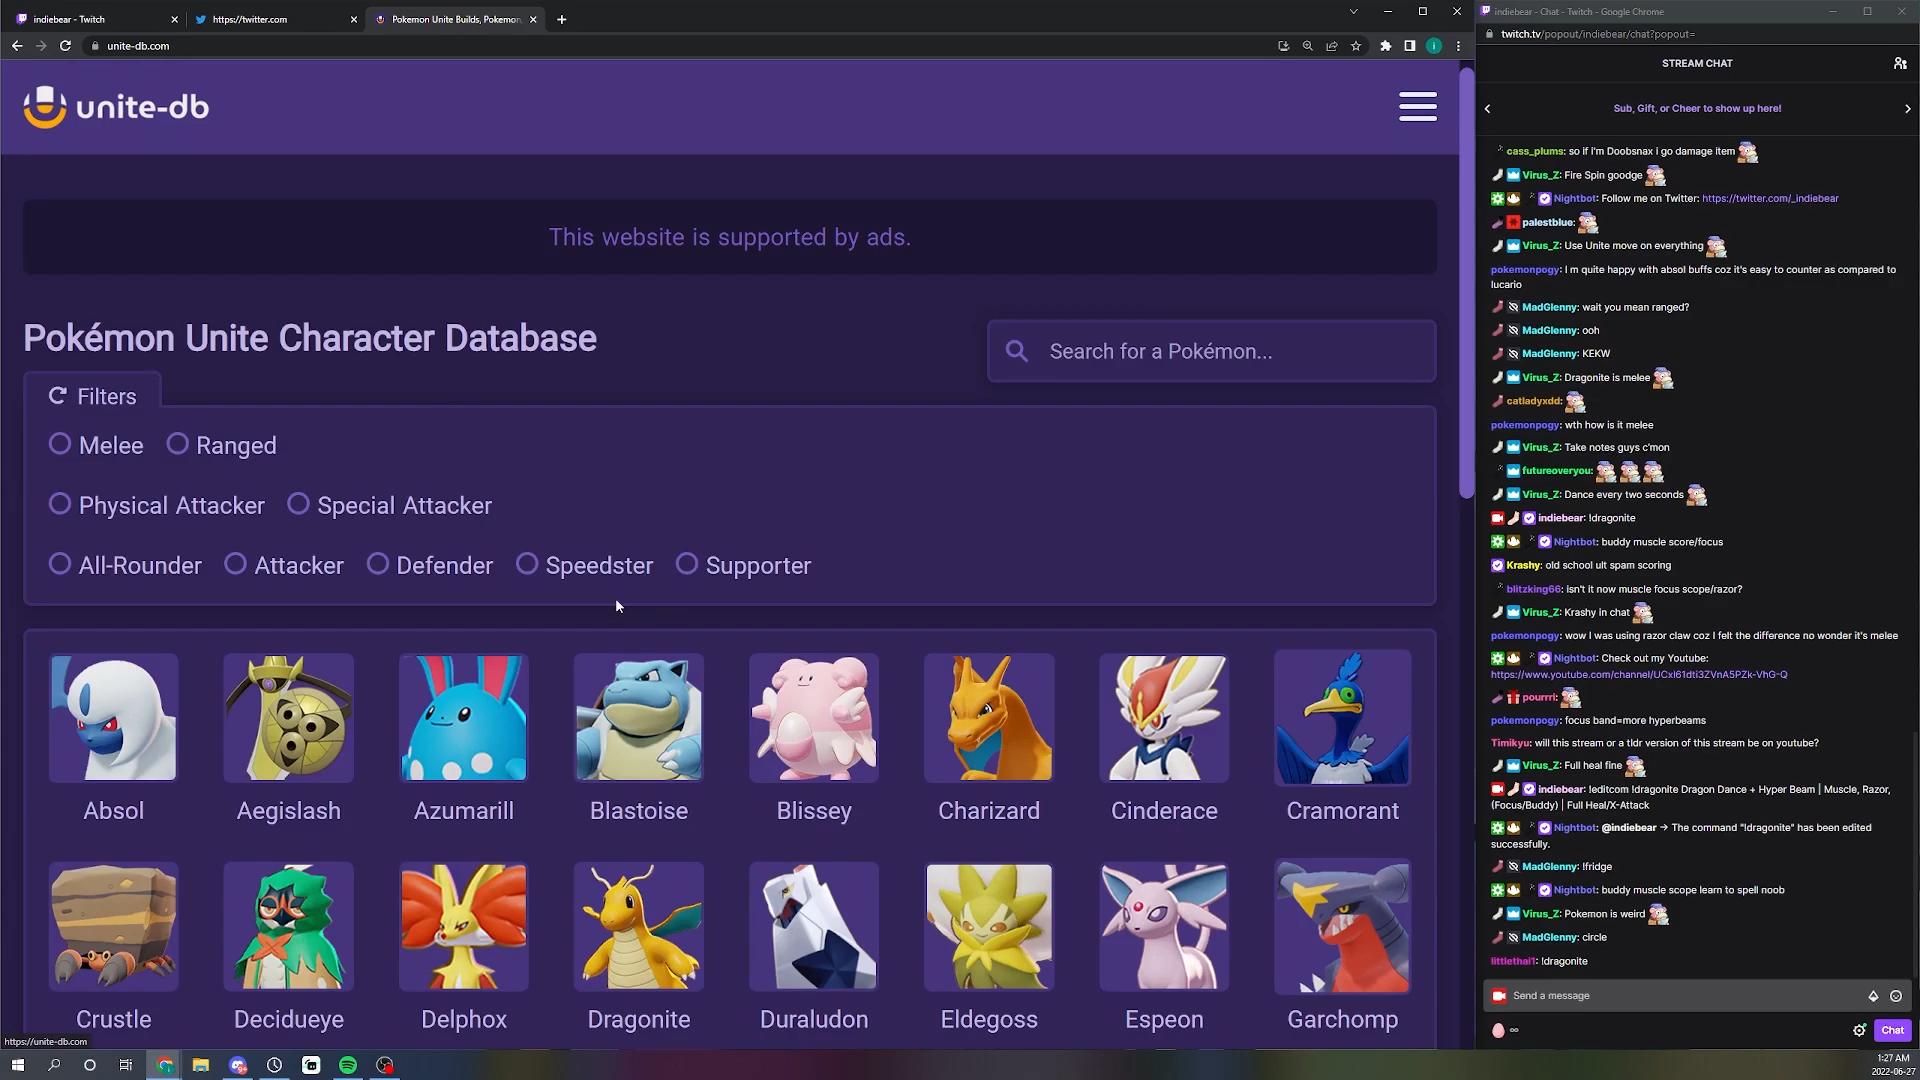 indiebear - Twitch
https://twitter.com
Pokemon Unite Builds, Pokemon
unite-db.com
unite-db
This website is supported by ads.
Pokémon Unite Character Database
Search for a Pokémon...
Filters
Melee
Ranged
Physical Attacker
Special Attacker
All-Rounder
Attacker
Defender
Speedster
Supporter
Absol
Aegislash
Azumarill
Blastoise
Blissey
Charizard
Cinderace
Cramorant
Crustle
Decidueye
Delphox
Dragonite
Duraludon
Eldegoss
Espeon
Garchomp
https://unite-db.com
indiebear - Chat - Twitch - Google Chrome
twitch.tv/popout/indiebear/chat?popout=
STREAM CHAT
Sub, Gift, or Cheer to show up here!
cass_plums: so if i'm Doobsnax i go damage item
Virus_Z: Fire Spin goodge
Nightbot: Follow me on Twitter: https://twitter.com/_indiebear
palestblue:
Virus_Z: Use Unite move on everything
pokemonpogy: I m quite happy with absol buffs coz it's easy to counter as compared to
lucario
MadGlenny: wait you mean ranged?
MadGlenny: ooh
MadGlenny: KEKW
Virus_Z: Dragonite is melee
catladyxdd:
pokemonpogy: wth how is it melee
Virus_Z: Take notes guys c'mon
futureoveryou:
Virus_Z: Dance every two seconds
indiebear: !dragonite
Nightbot: buddy muscle score/focus
Krashy: old school ult spam scoring
blitzking66: isn't it now muscle focus scope/razor?
Virus_Z: Krashy in chat
pokemonpogy: wow I was using razor claw coz I felt the difference no wonder it's melee
Nightbot: Check out my Youtube:
https://www.youtube.com/channel/UCxl61dti3ZVnA5PZk-VhG-Q
pourrri:
pokemonpogy: focus band=more hyperbeams
Timikyu: will this stream or a tldr version of this stream be on youtube?
Virus_Z: Full heal fine
indiebear: !editcom !dragonite Dragon Dance + Hyper Beam | Muscle, Razor,
(Focus/Buddy) | Full Heal/X-Attack
Nightbot: @indiebear -> The command "!dragonite" has been edited
successfully.
MadGlenny: !fridge
Nightbot: buddy muscle scope learn to spell noob
Virus_Z: Pokemon is weird
MadGlenny: circle
littlethai1: !dragonite
Send a message
Chat
1:27 AM
2022-06-27